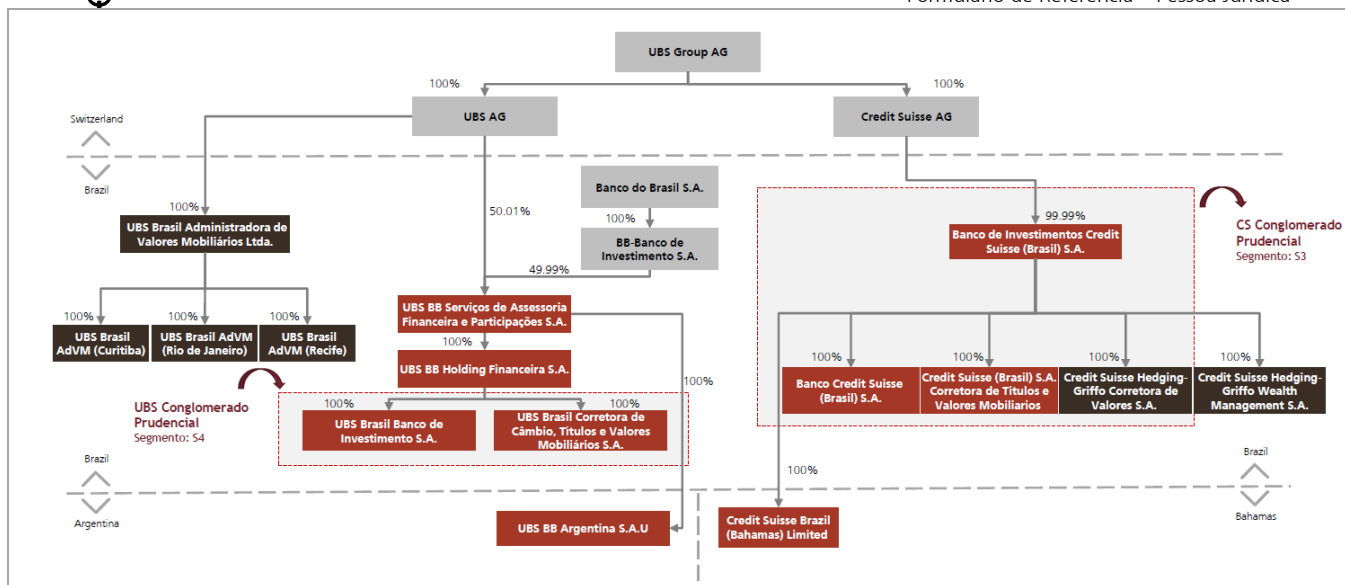 Formulário de Referência – Pessoa Jurídica
UBS Group AG
100%
100%
UBS AG
Credit Suisse AG
Switzerland
Brazil
100%
UBS Brasil Administradora de
Valores Mobiliários Ltda.
50.01%
Banco do Brasil S.A.
100%
BB-Banco de
Investimento S.A.
49.99%
99.99%
Banco de Investimentos Credit
Suisse (Brasil) S.A.
CS Conglomerado
Prudencial
Segmento: S3
100%
100%
100%
UBS Brasil
AdVM (Curitiba)
UBS Brasil AdVM
(Rio de Janeiro)
UBS Brasil
AdVM (Recife)
UBS BB Serviços de Assessoria
Financeira e Participações S.A.
100%
UBS BB Holding Financeira S.A.
100%
100%
100%
100%
100%
Banco Credit Suisse
(Brasil) S.A.
Credit Suisse (Brasil) S.A.
Corretora de Titulos e
Valores Mobiliarios
Credit Suisse Hedging-
Griffo Corretora de
Valores S.A.
Credit Suisse Hedging-
Griffo Wealth
Management S.A.
UBS Conglomerado
Prudencial
Segmento: S4
100%
100%
UBS Brasil Banco de
Investimento S.A.
UBS Brasil Corretora de
Câmbio, Títulos e Valores
Mobiliários S.A.
Brazil
Argentina
100%
Brazil
Bahamas
UBS BB Argentina S.A.U
Credit Suisse Brazil
(Bahamas) Limited